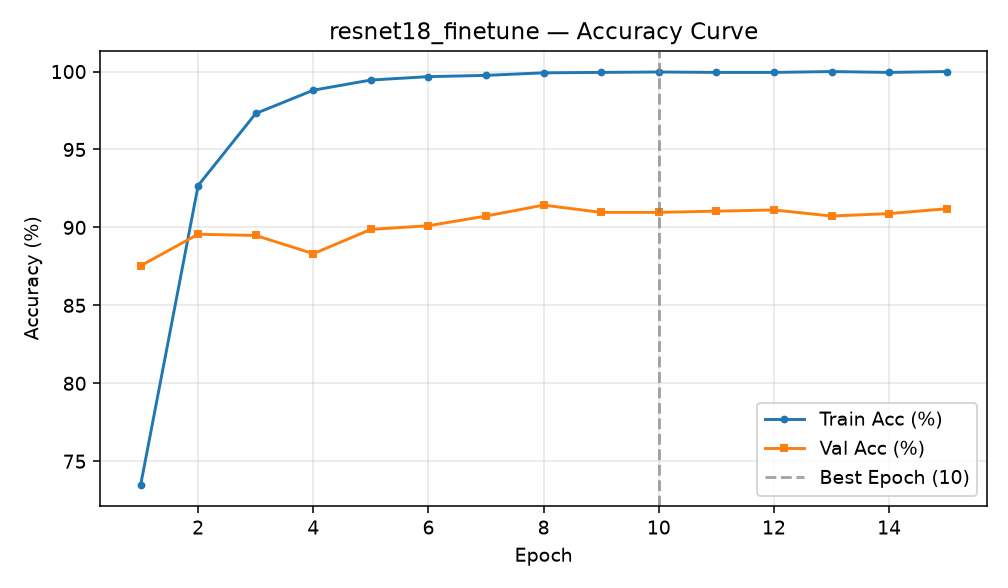 resnet18_finetune — Accuracy Curve
100
95
90
85
80
75
Accuracy (%)
2
4
6
8
10
12
14
Epoch
Train Acc (%)
Val Acc (%)
Best Epoch (10)